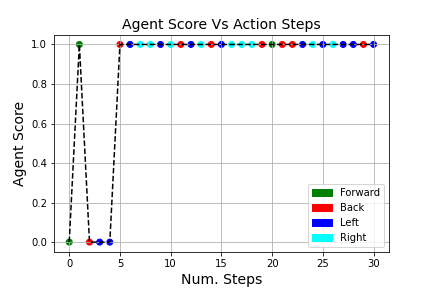 Agent Score Vs Action Steps
Agent Score
1.0
0.8
0.6
0.4
0.2
0.0
Forward
Back
Left
Right
0 5 10 15 20 25 30
Num. Steps